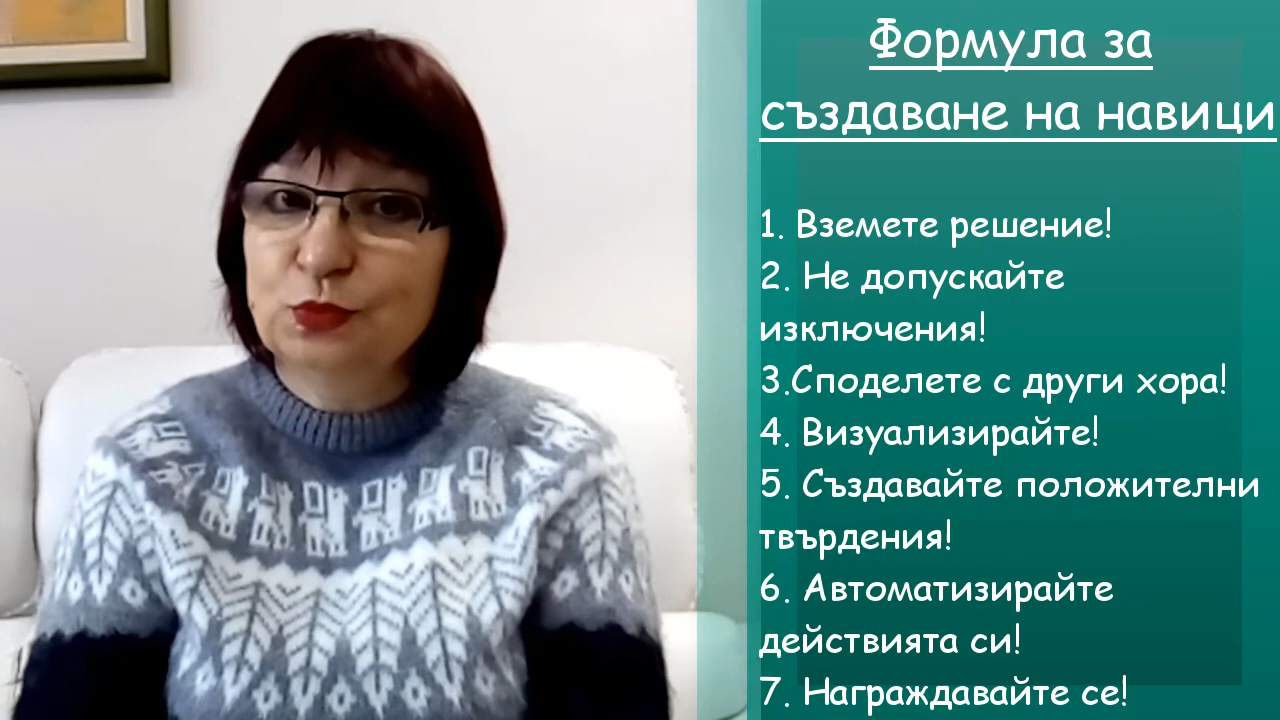 Формула за
създаване на навици
1. Вземете решение!
2. Не допускайте
изключения!
3.Споделете с други хора!
4. Визуализирайте!
5. Създавайте положителни
твърдения!
6. Автоматизирайте
действията си!
7. Награждавайте се!